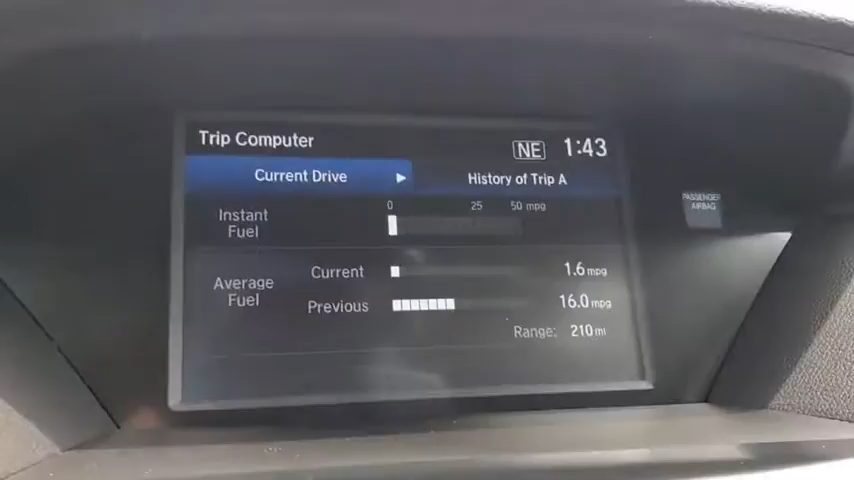 Trip Computer
NE 1:43
Current Drive
History of Trip A
0 25 50 mpg
Instant
Fuel
PASSENGER
AIRBAG
Average
Fuel
Current 1.6 mpg
Previous 16.0 mpg
Range: 210 mi